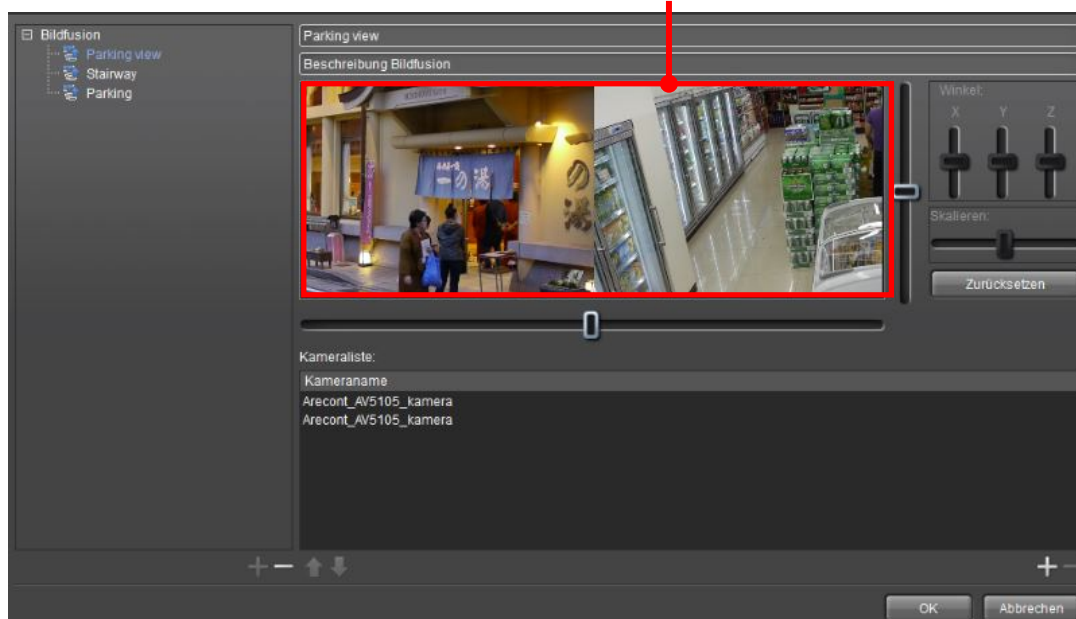 Bildfusion
Parking view
Stairway
Parking
Parking view
Beschreibung Bildfusion
一の湯
一の湯
Winkel:
X Y Z
Skalieren:
Zurücksetzen
Kameraliste:
Kameraname
Arecont_AV5105_kamera
Arecont_AV5105_kamera
OK
Abbrechen